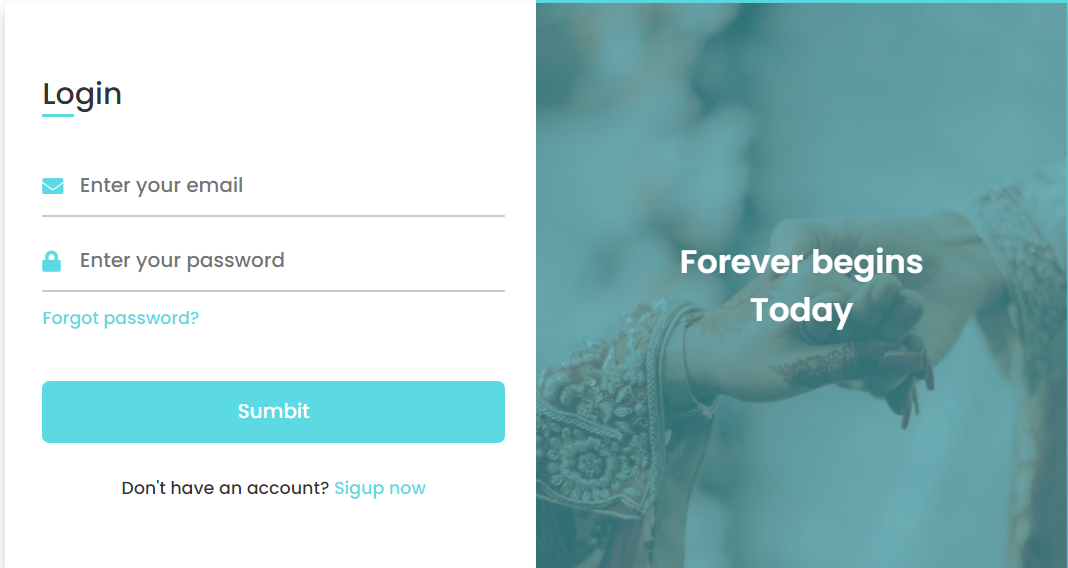 Login
Enter your email
Enter your password
Forgot password?
Sumbit
Don't have an account? Sigup now
Forever begins
Today